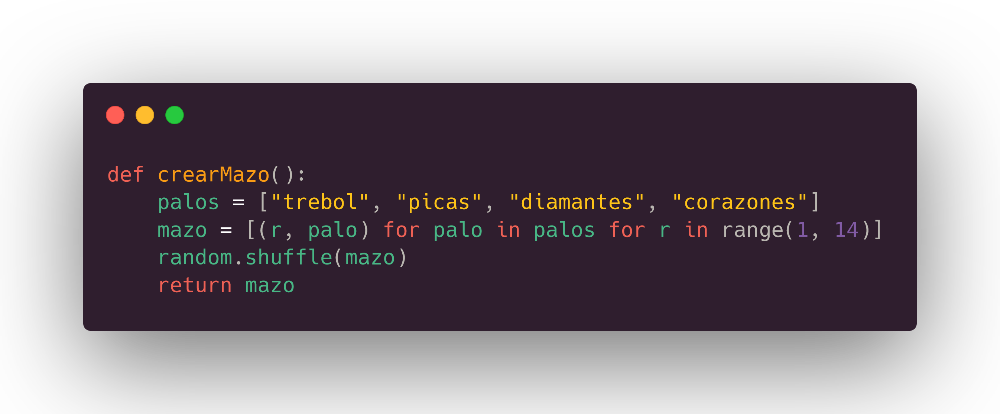 def crearMazo():
    palos = ["trebol", "picas", "diamantes", "corazones"]
    mazo = [(r, palo) for palo in palos for r in range(1, 14)]
    random.shuffle(mazo)
    return mazo